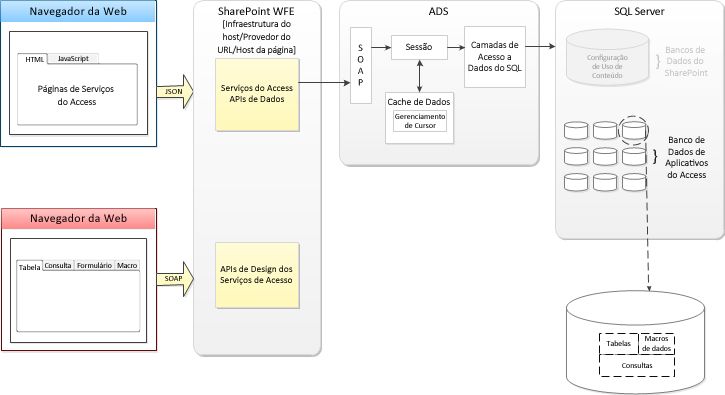 Navegador da Web
HTML
JavaScript
Páginas de Serviços
do Access
JSON
SharePoint WFE
[Infraestrutura do
host/Provedor do
URL/Host da página]
Serviços do Access
APIs de Dados
ADS
S
O
A
P
Sessão
Camadas de
Acesso a
Dados do SQL
Cache de Dados
Gerenciamento
de Cursor
SQL Server
Configuração
de Uso de
Conteúdo
Bancos de
Dados do
SharePoint
Banco de
Dados de
Aplicativos
do Access
Navegador da Web
Tabela
Consulta
Formulário
Macro
SOAP
APIs de Design dos
Serviços de Acesso
Tabelas
Macros
de dados
Consultas